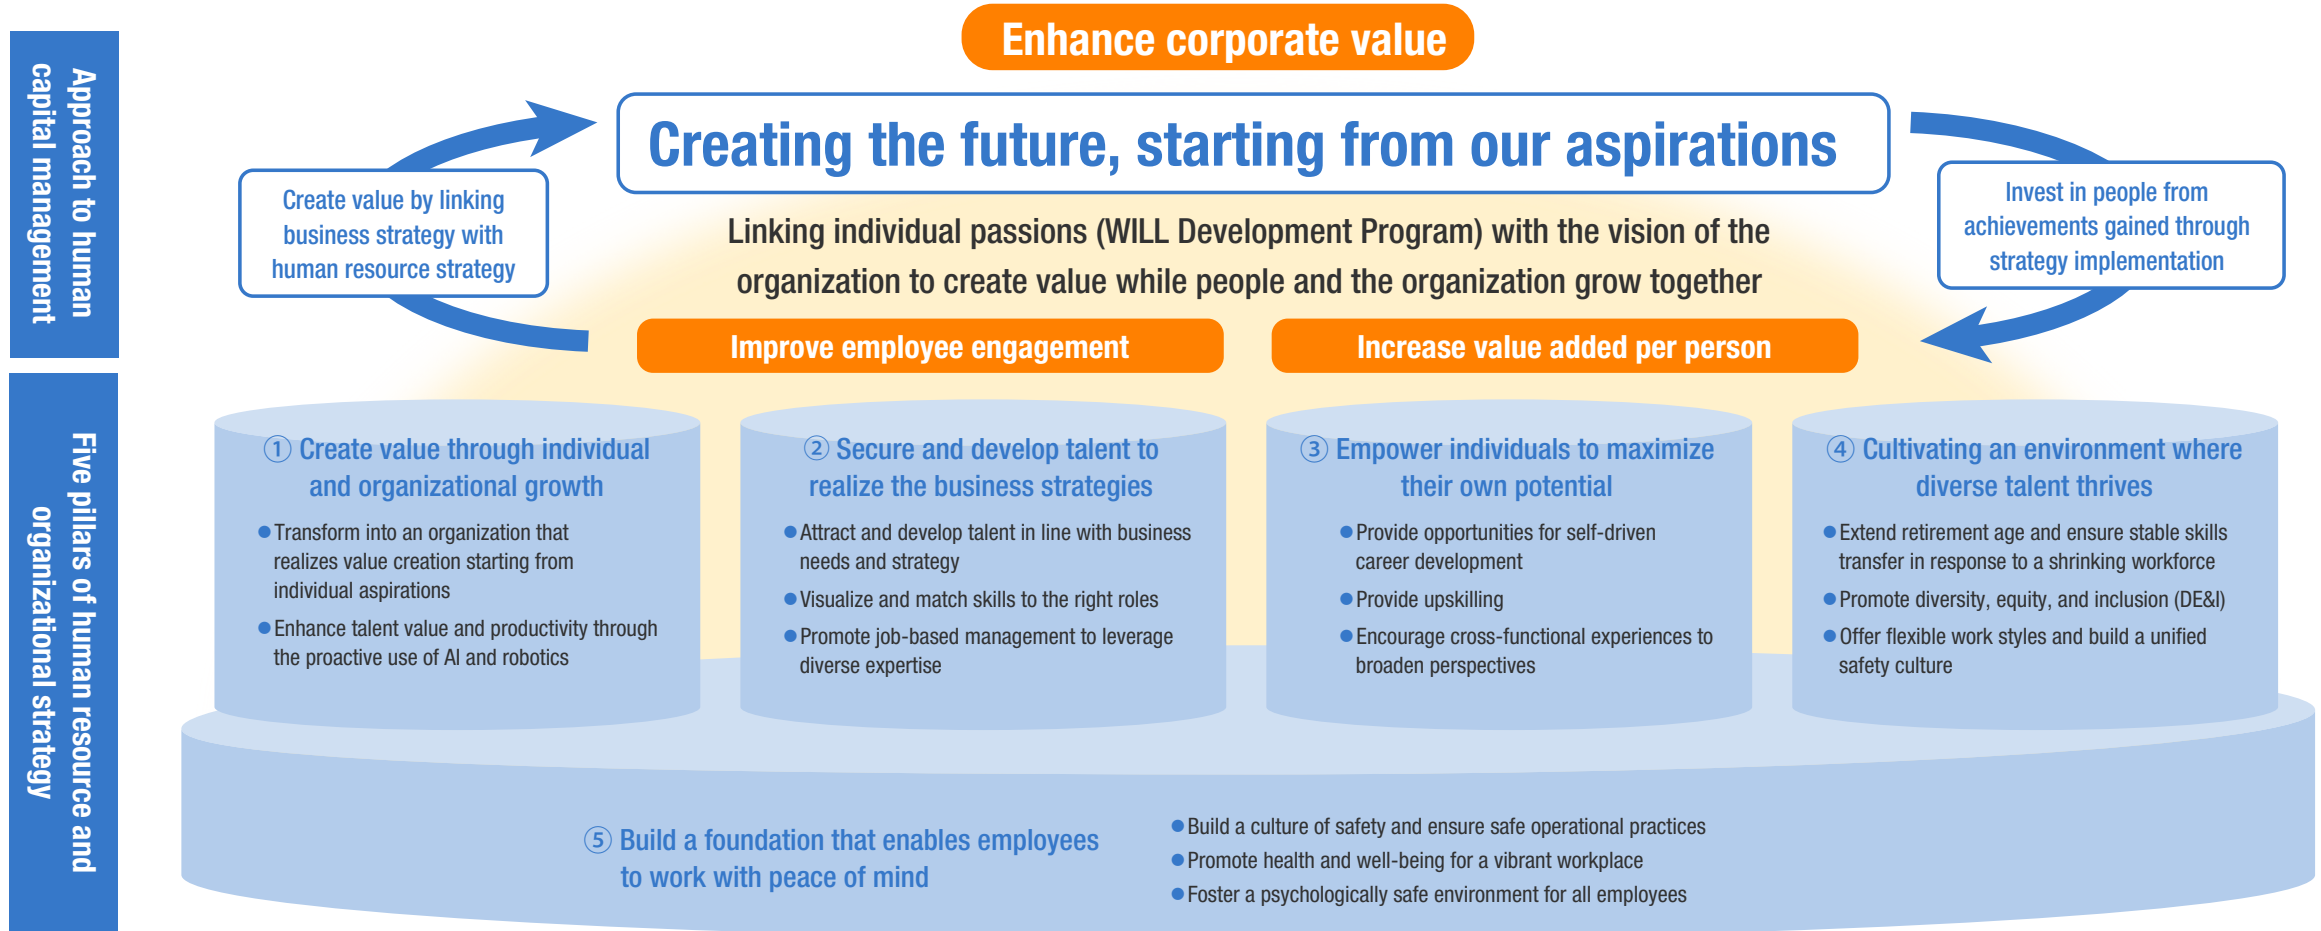 Enhance corporate value
Approach to human
capital management
Creating the future, starting from our aspirations
Create value by linking
business strategy with
human resource strategy
Invest in people from
achievements gained through
strategy implementation
Linking individual passions (WILL Development Program) with the vision of the
organization to create value while people and the organization grow together
Improve employee engagement
Increase value added per person
Five pillars of human resource and
organizational strategy
① Create value through individual
and organizational growth
● Transform into an organization that
realizes value creation starting from
individual aspirations
● Enhance talent value and productivity through
the proactive use of AI and robotics
② Secure and develop talent to
realize the business strategies
● Attract and develop talent in line with business
needs and strategy
● Visualize and match skills to the right roles
● Promote job-based management to leverage
diverse expertise
③ Empower individuals to maximize
their own potential
● Provide opportunities for self-driven
career development
● Provide upskilling
● Encourage cross-functional experiences to
broaden perspectives
④ Cultivating an environment where
diverse talent thrives
● Extend retirement age and ensure stable skills
transfer in response to a shrinking workforce
● Promote diversity, equity, and inclusion (DE&I)
● Offer flexible work styles and build a unified
safety culture
⑤ Build a foundation that enables employees
to work with peace of mind
● Build a culture of safety and ensure safe operational practices
● Promote health and well-being for a vibrant workplace
● Foster a psychologically safe environment for all employees